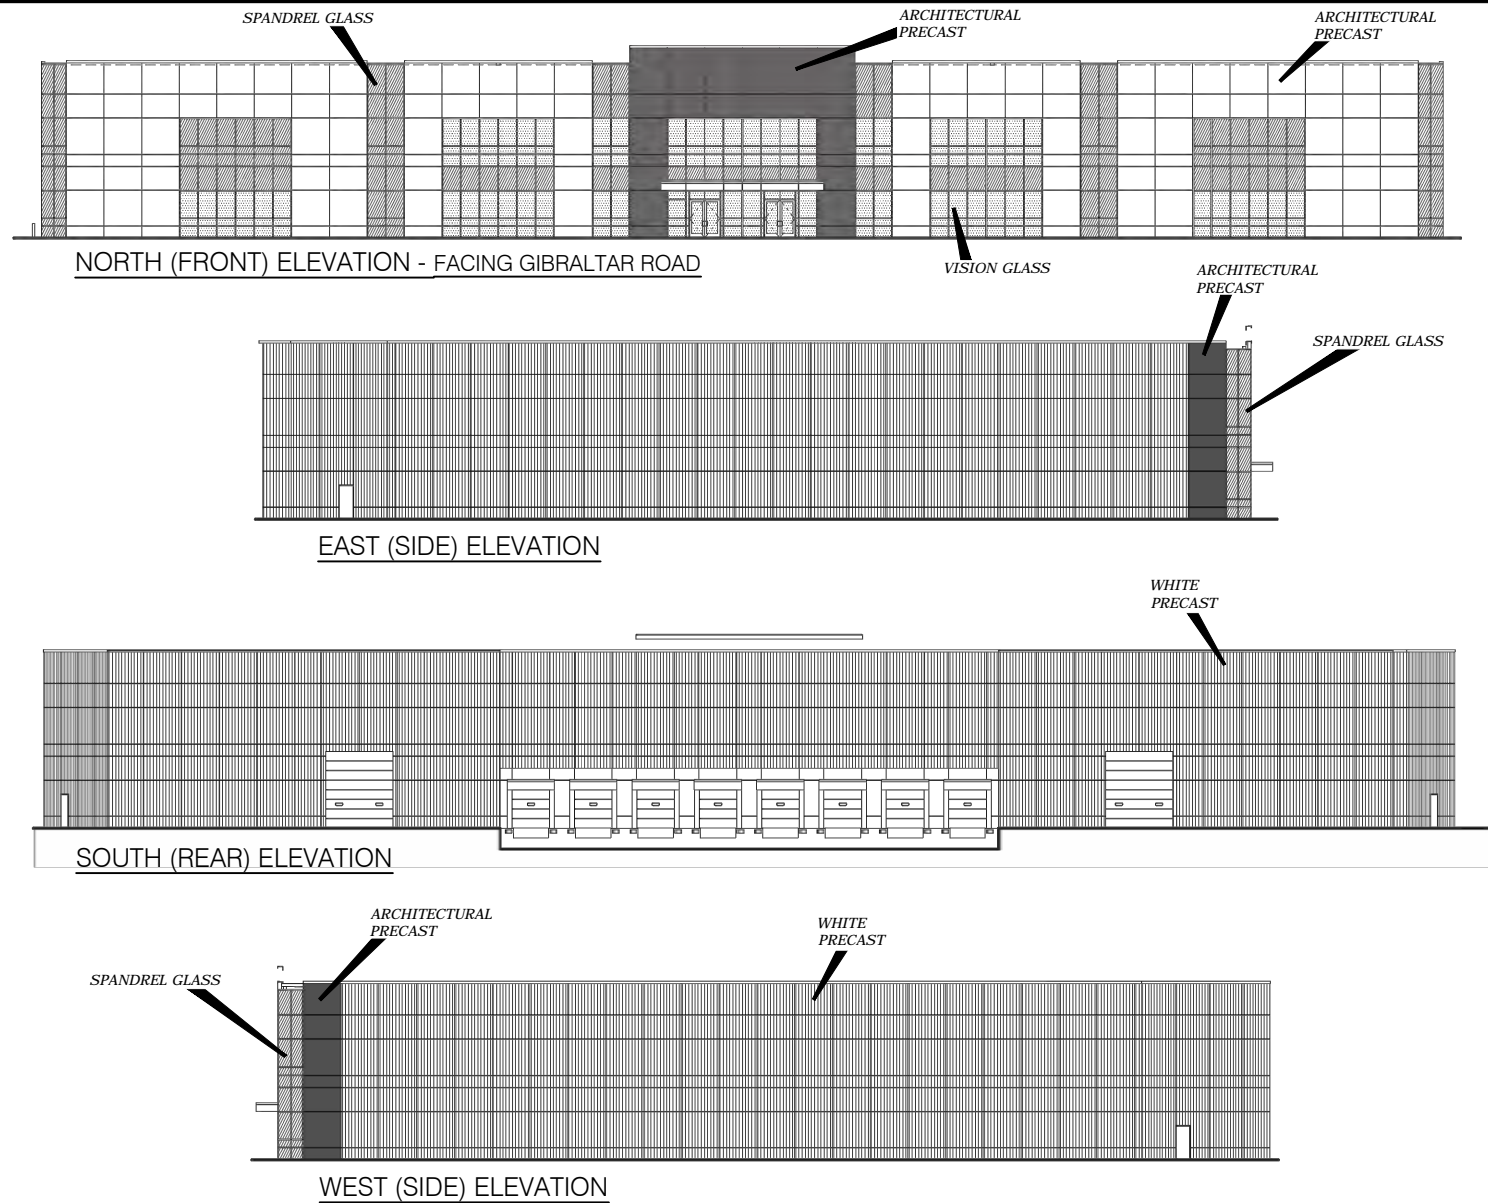 SPANDREL GLASS
ARCHITECTURAL
PRECAST
ARCHITECTURAL
PRECAST
NORTH (FRONT) ELEVATION - FACING GIBRALTAR ROAD
VISION GLASS
ARCHITECTURAL
PRECAST
SPANDREL GLASS
EAST (SIDE) ELEVATION
WHITE
PRECAST
SOUTH (REAR) ELEVATION
ARCHITECTURAL
PRECAST
WHITE
PRECAST
SPANDREL GLASS
WEST (SIDE) ELEVATION